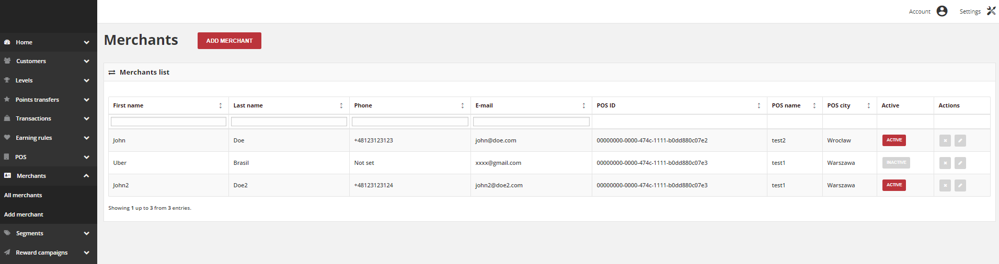 Account Settings
Home
Customers
Levels
Points transfers
Transactions
Earning rules
POS
Merchants
All merchants
Add merchant
Segments
Reward campaigns
Merchants ADD MERCHANT
Merchants list
First name Last name Phone E-mail POS ID POS name POS city Active Actions
John Doe +48123123123 john@doe.com 00000000-0000-474c-1111-b0dd880c07e2 test2 Wrocław ACTIVE
Uber Brasil Not set xxxx@gmail.com 00000000-0000-474c-1111-b0dd880c07e3 test1 Warszawa INACTIVE
John2 Doe2 +48123123124 john2@doe2.com 00000000-0000-474c-1111-b0dd880c07e3 test1 Warszawa ACTIVE
Showing 1 up to 3 from 3 entries.